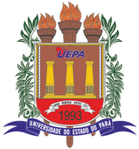 UEPA
1993
UNIVERSIDADE DO ESTADO DO PARÁ